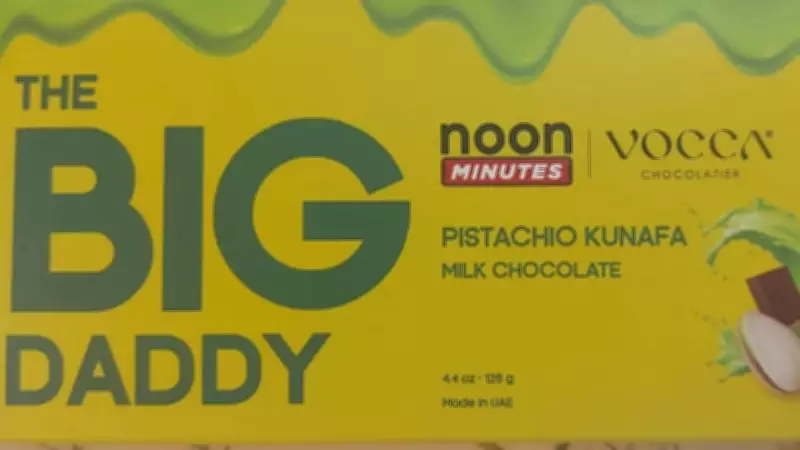 THE
BIG
DADDY
noon
MINUTES
VOCCA
CHOCOLATIER
PISTACHIO KUNAFA
MILK CHOCOLATE
4.4 oz - 125 g
Made in UAE